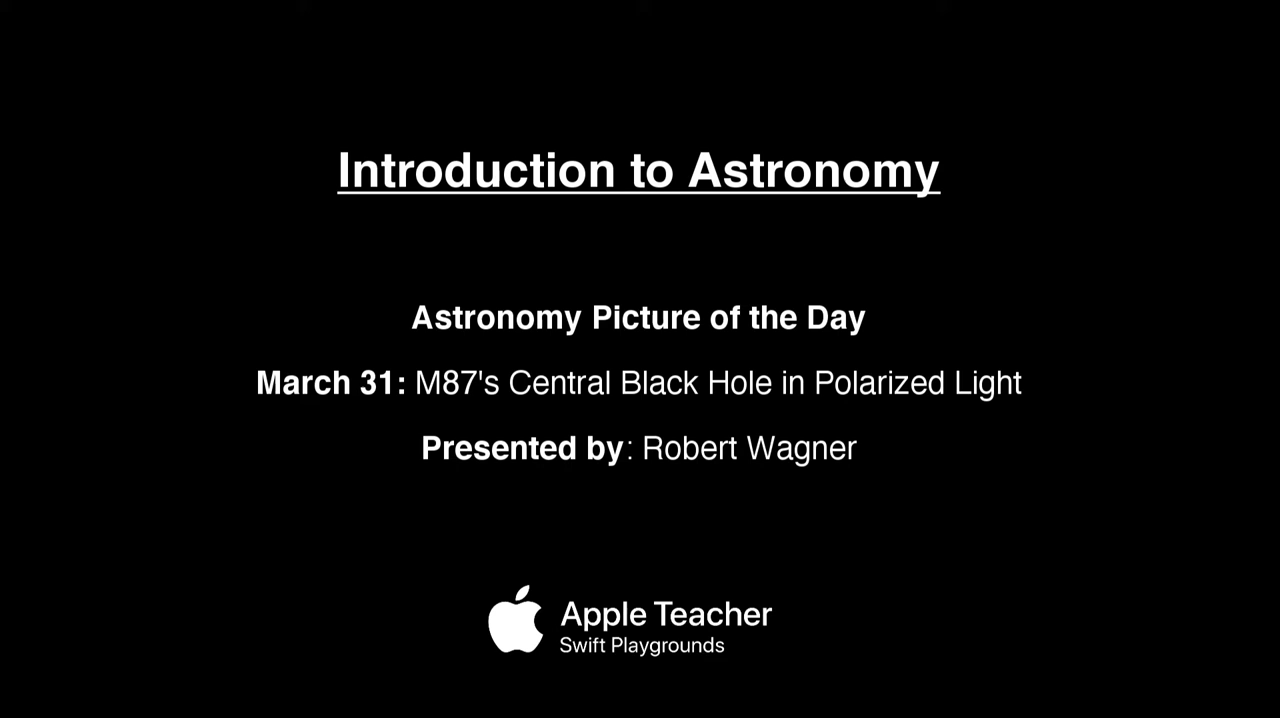 Introduction to Astronomy
Astronomy Picture of the Day
March 31: M87's Central Black Hole in Polarized Light
Presented by: Robert Wagner
Apple Teacher
Swift Playgrounds